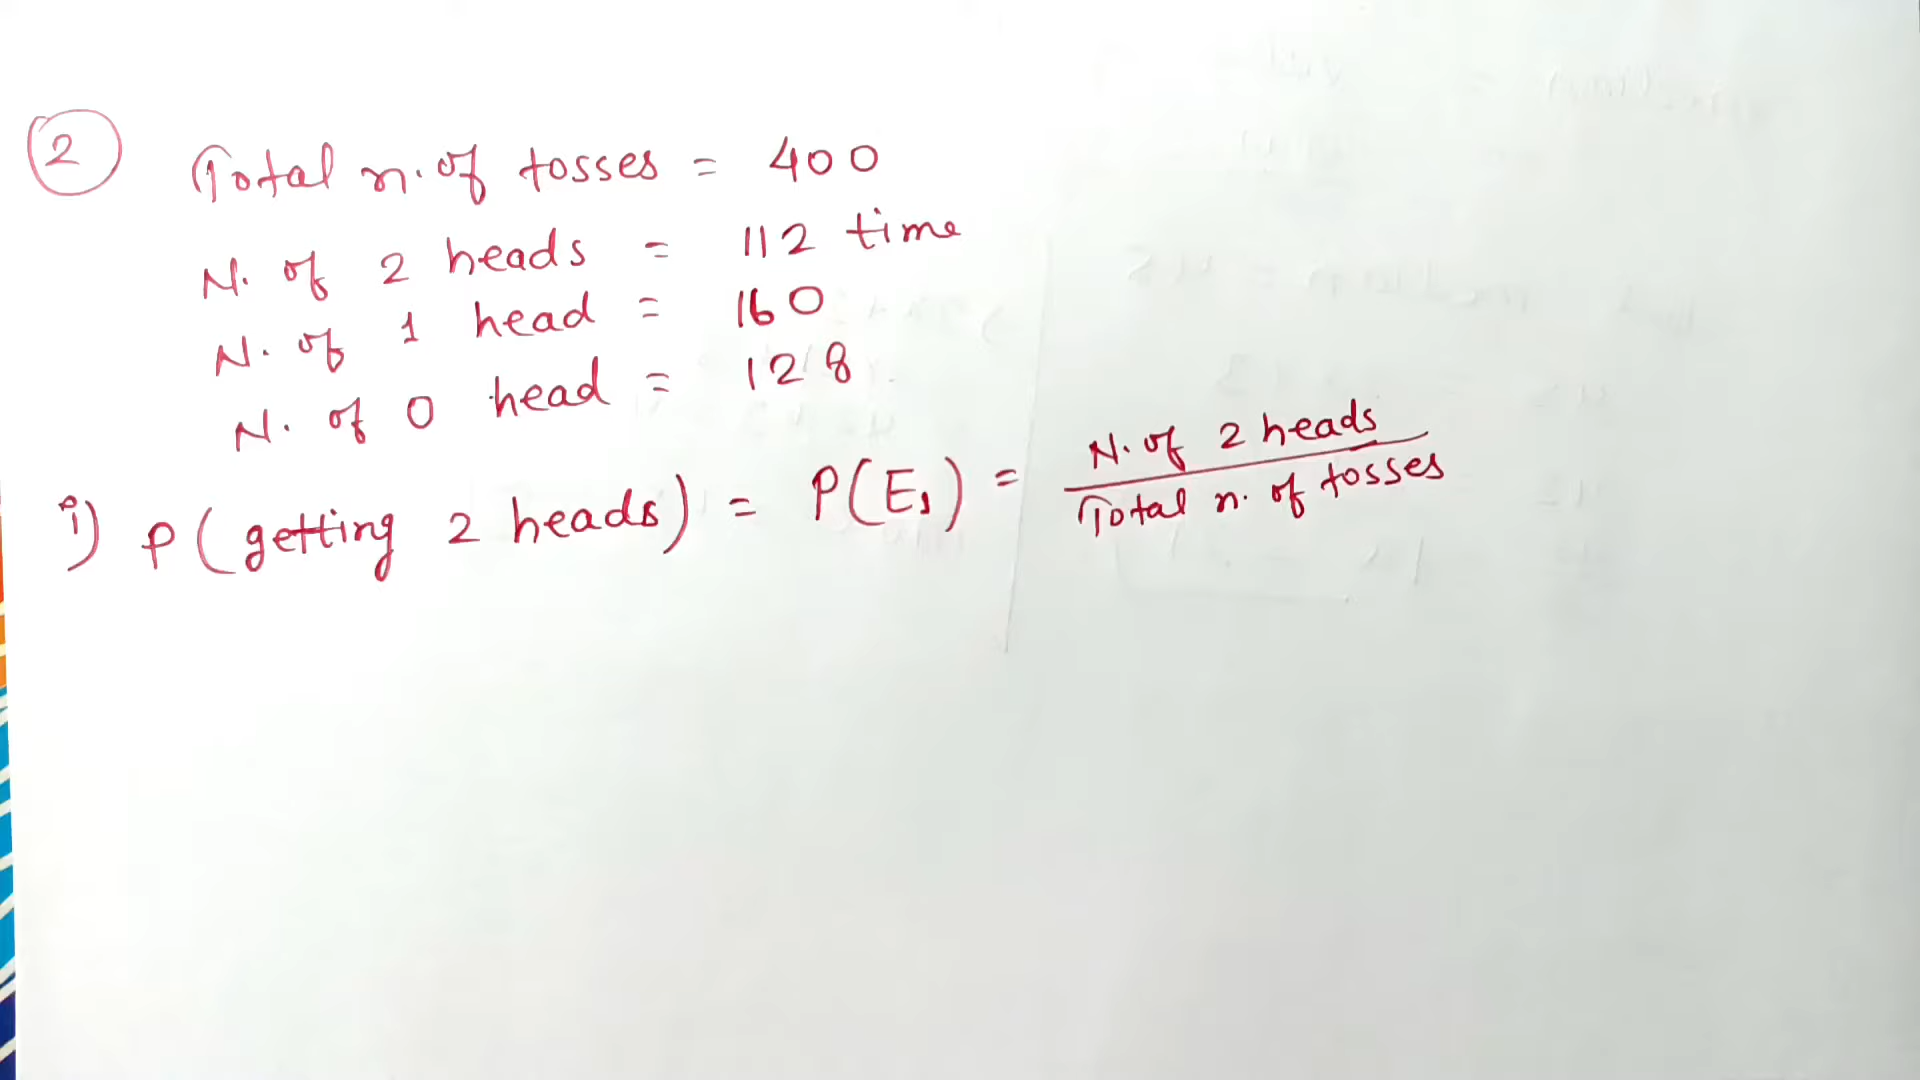 2
Total n. of tosses = 400
N. of 2 heads = 112 time
N. of 1 head = 160
N. of 0 head = 128
i) P(getting 2 heads) = P(E₁) = N. of 2 heads / Total n. of tosses